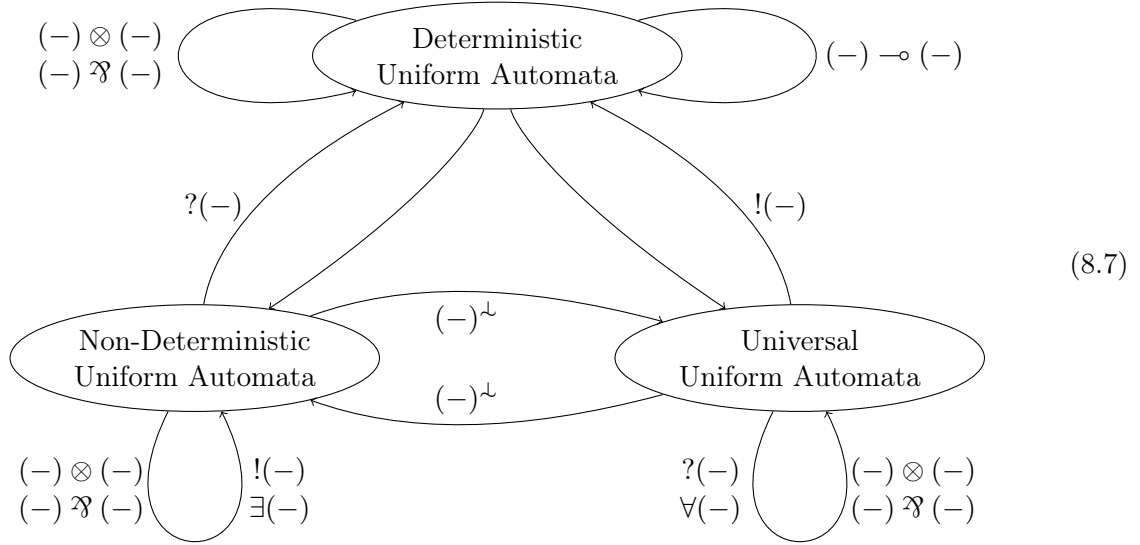 (−) ⊗ (−)
(−) ⅋ (−)
Deterministic
Uniform Automata
(−) ⊸ (−)
?(−)
!(−)
(8.7)
(−)^⅄
Non-Deterministic
Uniform Automata
Universal
Uniform Automata
(−)^⅄
(−) ⊗ (−)
(−) ⅋ (−)
!(−)
∃(−)
?(−)
∀(−)
(−) ⊗ (−)
(−) ⅋ (−)